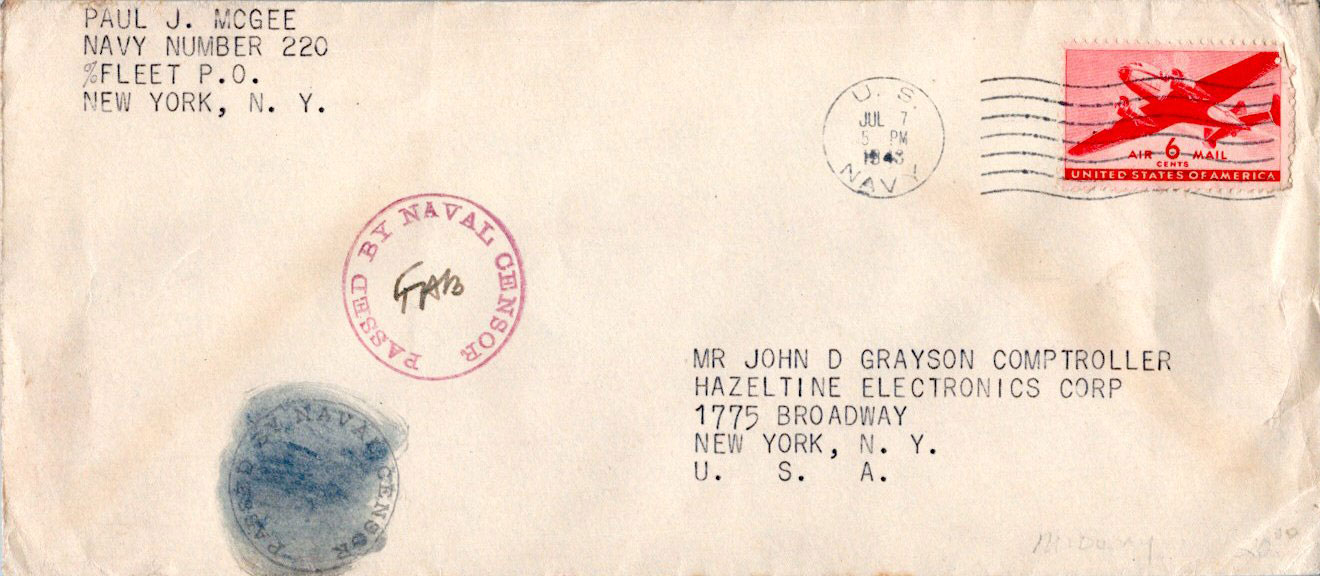 PAUL J. MCGEE
NAVY NUMBER 220
%FLEET P.O.
NEW YORK, N. Y.
U. S.
JUL 7
5 PM
1943
NAVY
AIR 6 MAIL
CENTS
UNITED STATES OF AMERICA
PASSED BY NAVAL CENSOR
MR JOHN D GRAYSON COMPTROLLER
HAZELTINE ELECTRONICS CORP
1775 BROADWAY
NEW YORK, N. Y.
U. S. A.
PASSED BY NAVAL CENSOR